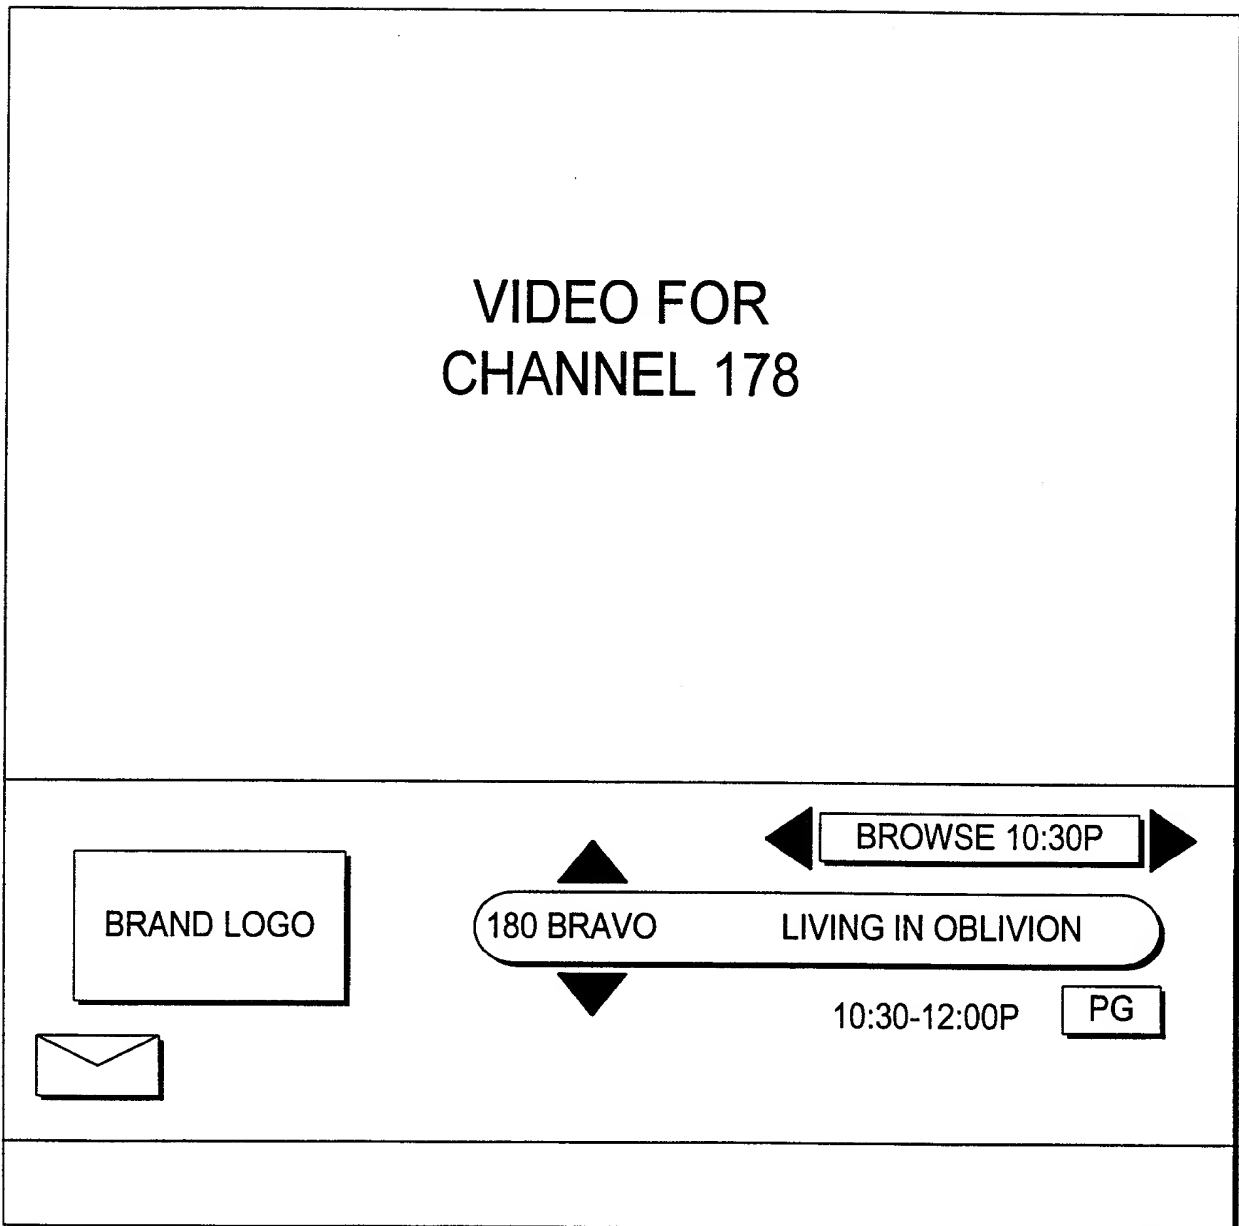 VIDEO FOR
CHANNEL 178
BROWSE 10:30P
BRAND LOGO
180 BRAVO LIVING IN OBLIVION
10:30-12:00P PG